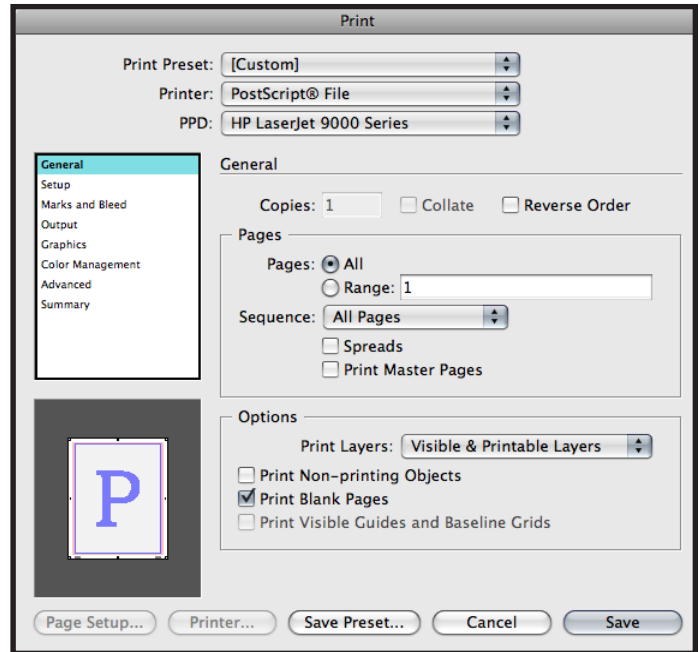 Print
Print Preset: [Custom]
Printer: PostScript® File
PPD: HP LaserJet 9000 Series
General
Setup
Marks and Bleed
Output
Graphics
Color Management
Advanced
Summary
General
Copies: 1 Collate Reverse Order
Pages
Pages: All
Range: 1
Sequence: All Pages
Spreads
Print Master Pages
P
Options
Print Layers: Visible & Printable Layers
Print Non-printing Objects
Print Blank Pages
Print Visible Guides and Baseline Grids
Page Setup... Printer... Save Preset... Cancel Save